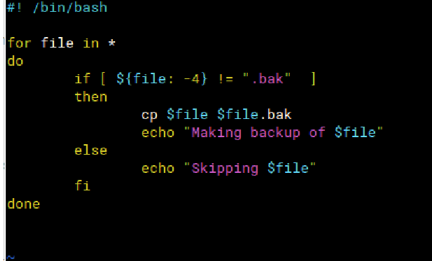 #! /bin/bash
for file in *
do
if [ ${file: -4} != ".bak" ]
then
cp $file $file.bak
echo "Making backup of $file"
else
echo "Skipping $file"
fi
done
~